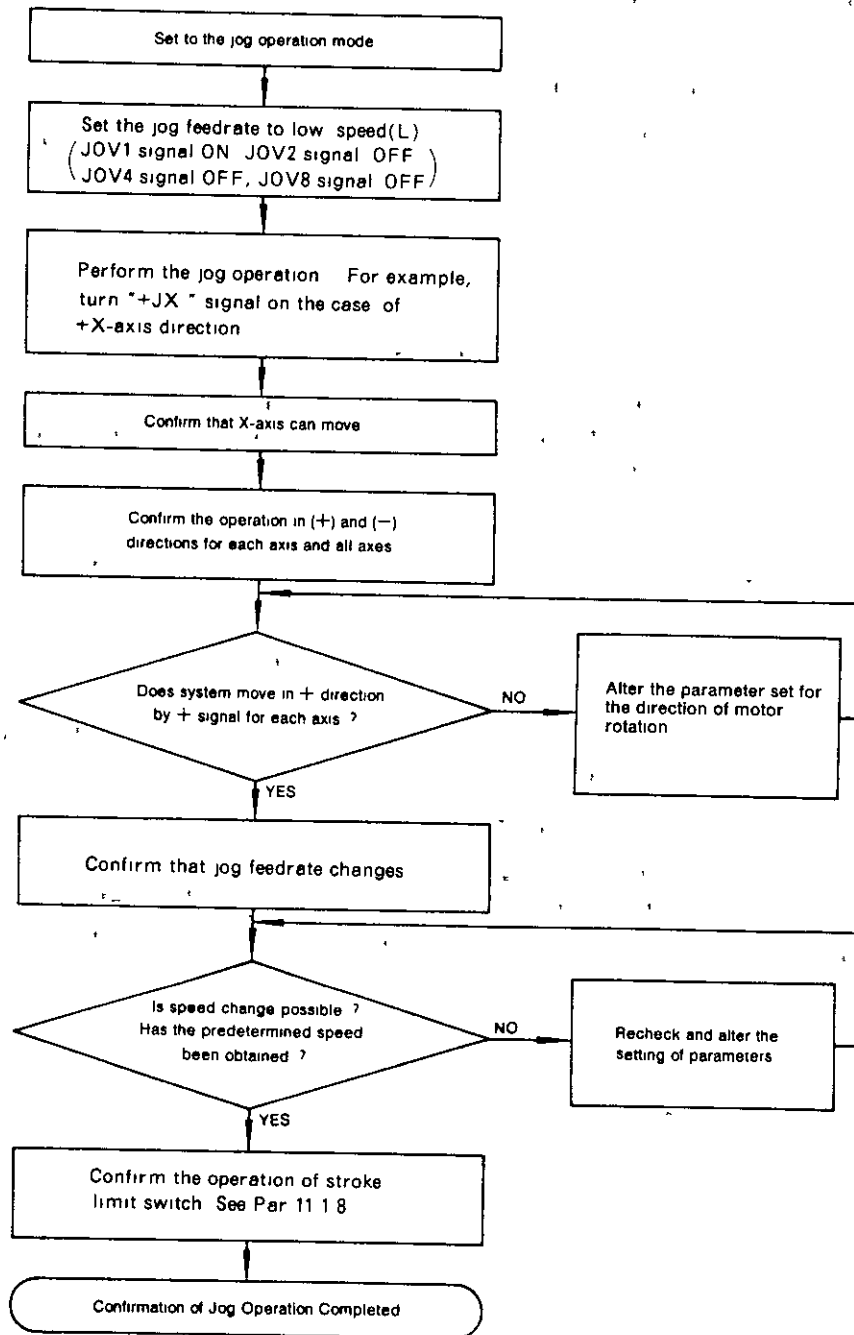 Set to the jog operation mode
Set the jog feedrate to low speed(L)
(JOV1 signal ON JOV2 signal OFF
JOV4 signal OFF, JOV8 signal OFF)
Perform the jog operation For example,
turn "+JX " signal on the case of
+X-axis direction
Confirm that X-axis can move
Confirm the operation in (+) and (−)
directions for each axis and all axes
Does system move in + direction
by + signal for each axis ?
NO
Alter the parameter set for
the direction of motor
rotation
YES
Confirm that jog feedrate changes
Is speed change possible ?
Has the predetermined speed
been obtained ?
NO
Recheck and alter the
setting of parameters
YES
Confirm the operation of stroke
limit switch See Par 11 1 8
Confirmation of Jog Operation Completed